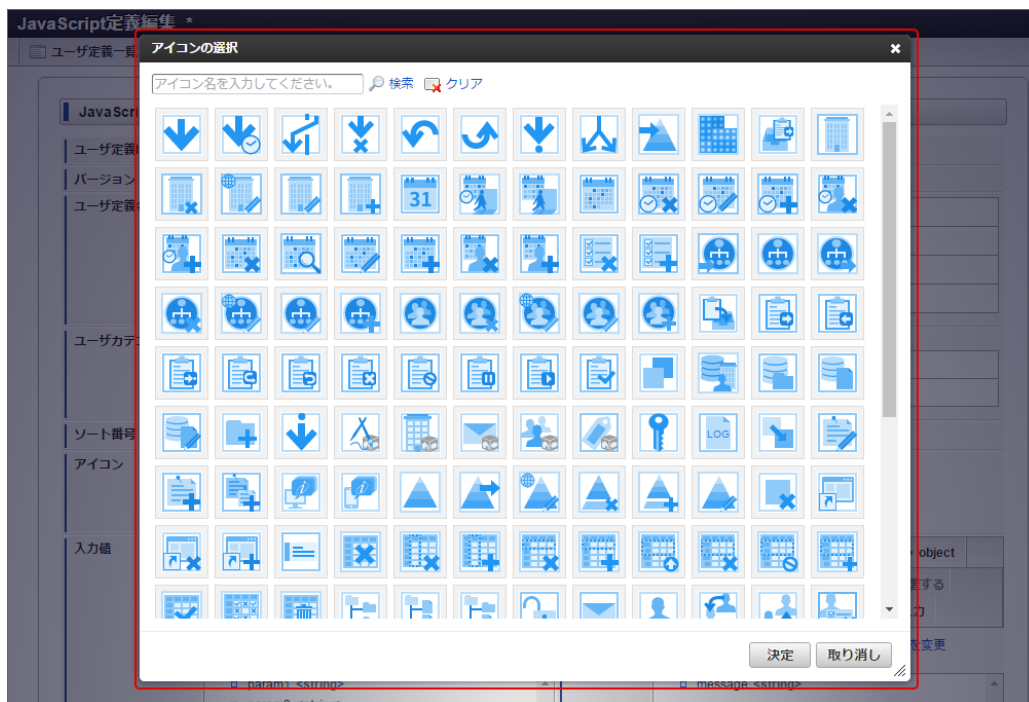 JavaScript定義編集 *
ユーザ定義一覧
アイコンの選択
アイコン名を入力してください。 検索 クリア
JavaScri
ユーザ定義
バージョン
ユーザ定義
31
ユーザカテゴ
ソート番号
LOG
アイコン
入力値
object
する
力
を変更
決定 取り消し
param1 <string>
message <string>